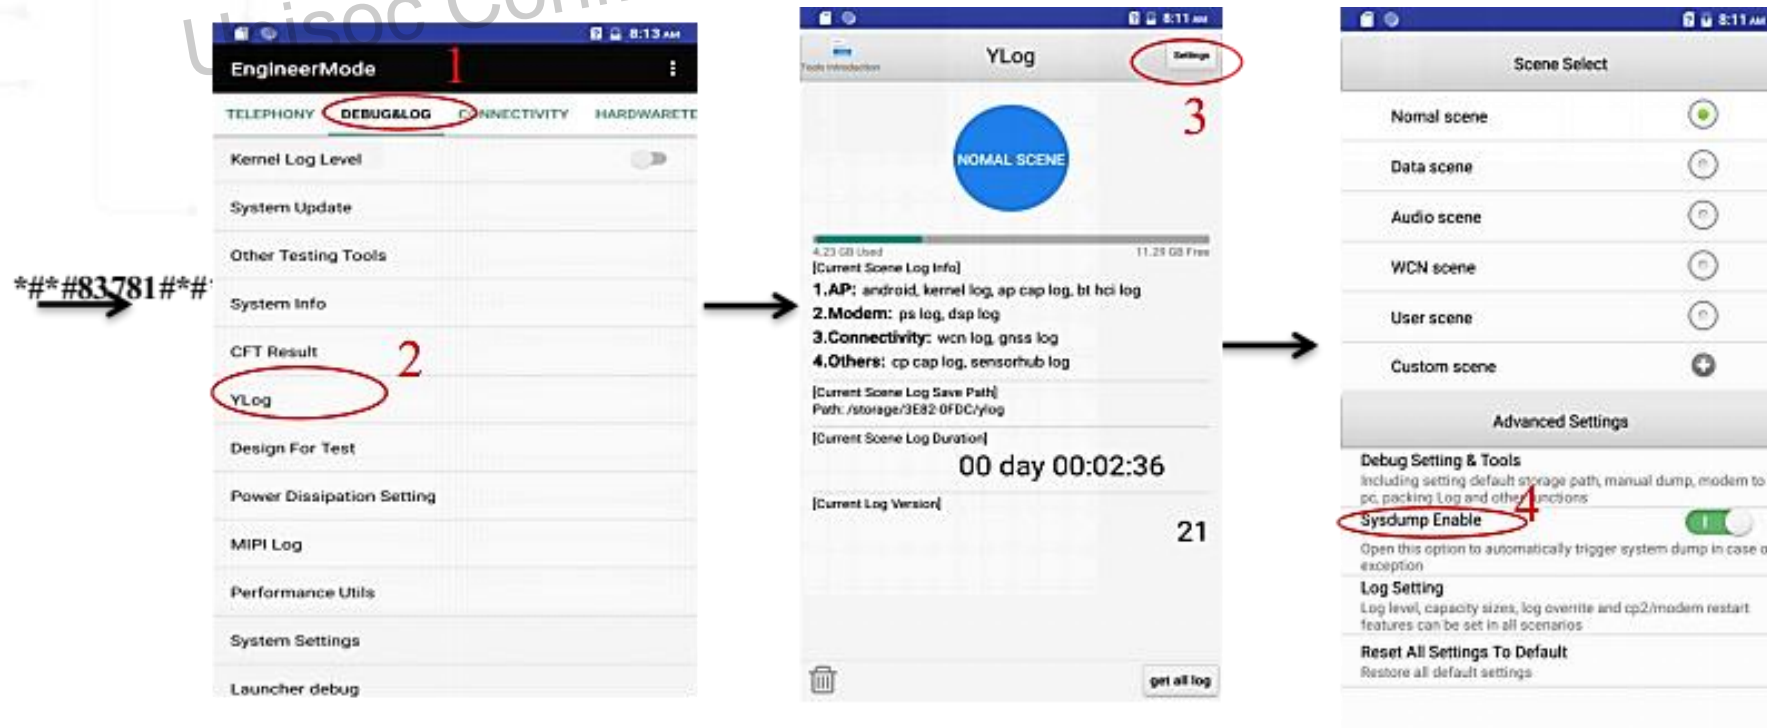 Unisoc Con
*#*#83781#*#
8:13 AM
EngineerMode
1
TELEPHONY DEBUG&LOG CONNECTIVITY HARDWARETE
Kernel Log Level
System Update
Other Testing Tools
System Info
CFT Result
2
YLog
Design For Test
Power Dissipation Setting
MIPI Log
Performance Utils
System Settings
Launcher debug
8:11 AM
Tools Introduction
YLog
Settings
3
NOMAL SCENE
4.23 GB Used
11.29 GB Free
[Current Scene Log Info]
1.AP: android, kernel log, ap cap log, bt hci log
2.Modem: ps log, dsp log
3.Connectivity: wcn log, gnss log
4.Others: cp cap log, sensorhub log
[Current Scene Log Save Path]
Path: /storage/3E82-0FDC/ylog
[Current Scene Log Duration]
00 day 00:02:36
[Current Log Version]
21
get all log
8:11 AM
Scene Select
Nomal scene
Data scene
Audio scene
WCN scene
User scene
Custom scene
Advanced Settings
Debug Setting & Tools
Including setting default storage path, manual dump, modem to
pc, packing Log and other functions
4
Sysdump Enable
Open this option to automatically trigger system dump in case o
exception
Log Setting
Log level, capacity sizes, log overrite and cp2/modem restart
features can be set in all scenarios
Reset All Settings To Default
Restore all default settings